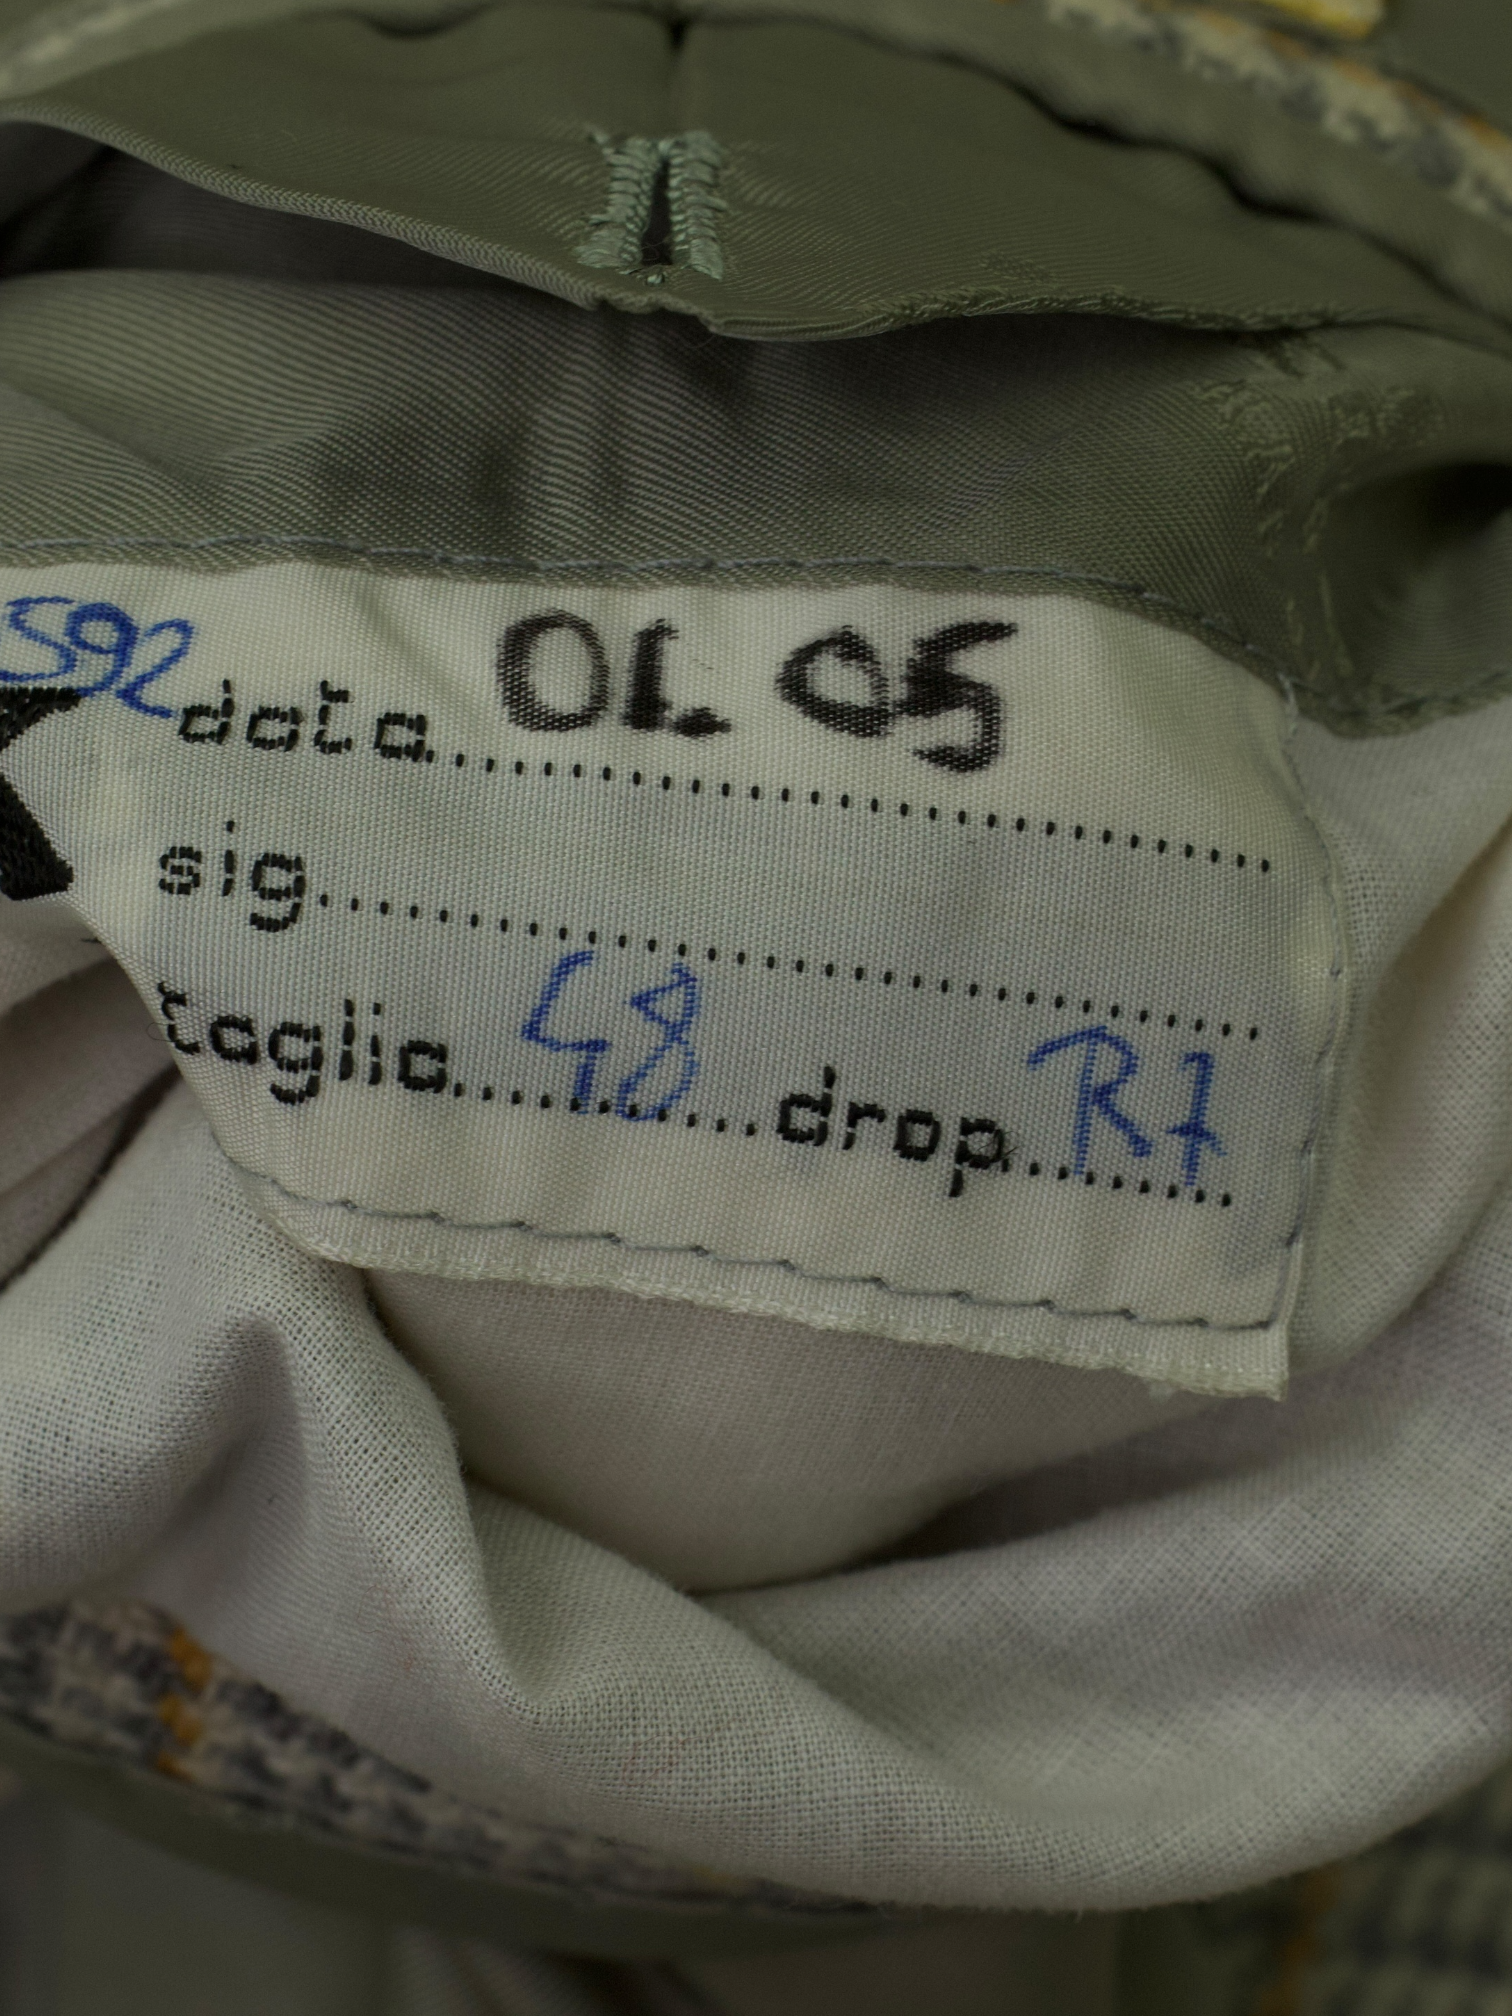 592
data.......... 01.05
sig..........
taglia.... 48 ....drop.... R7